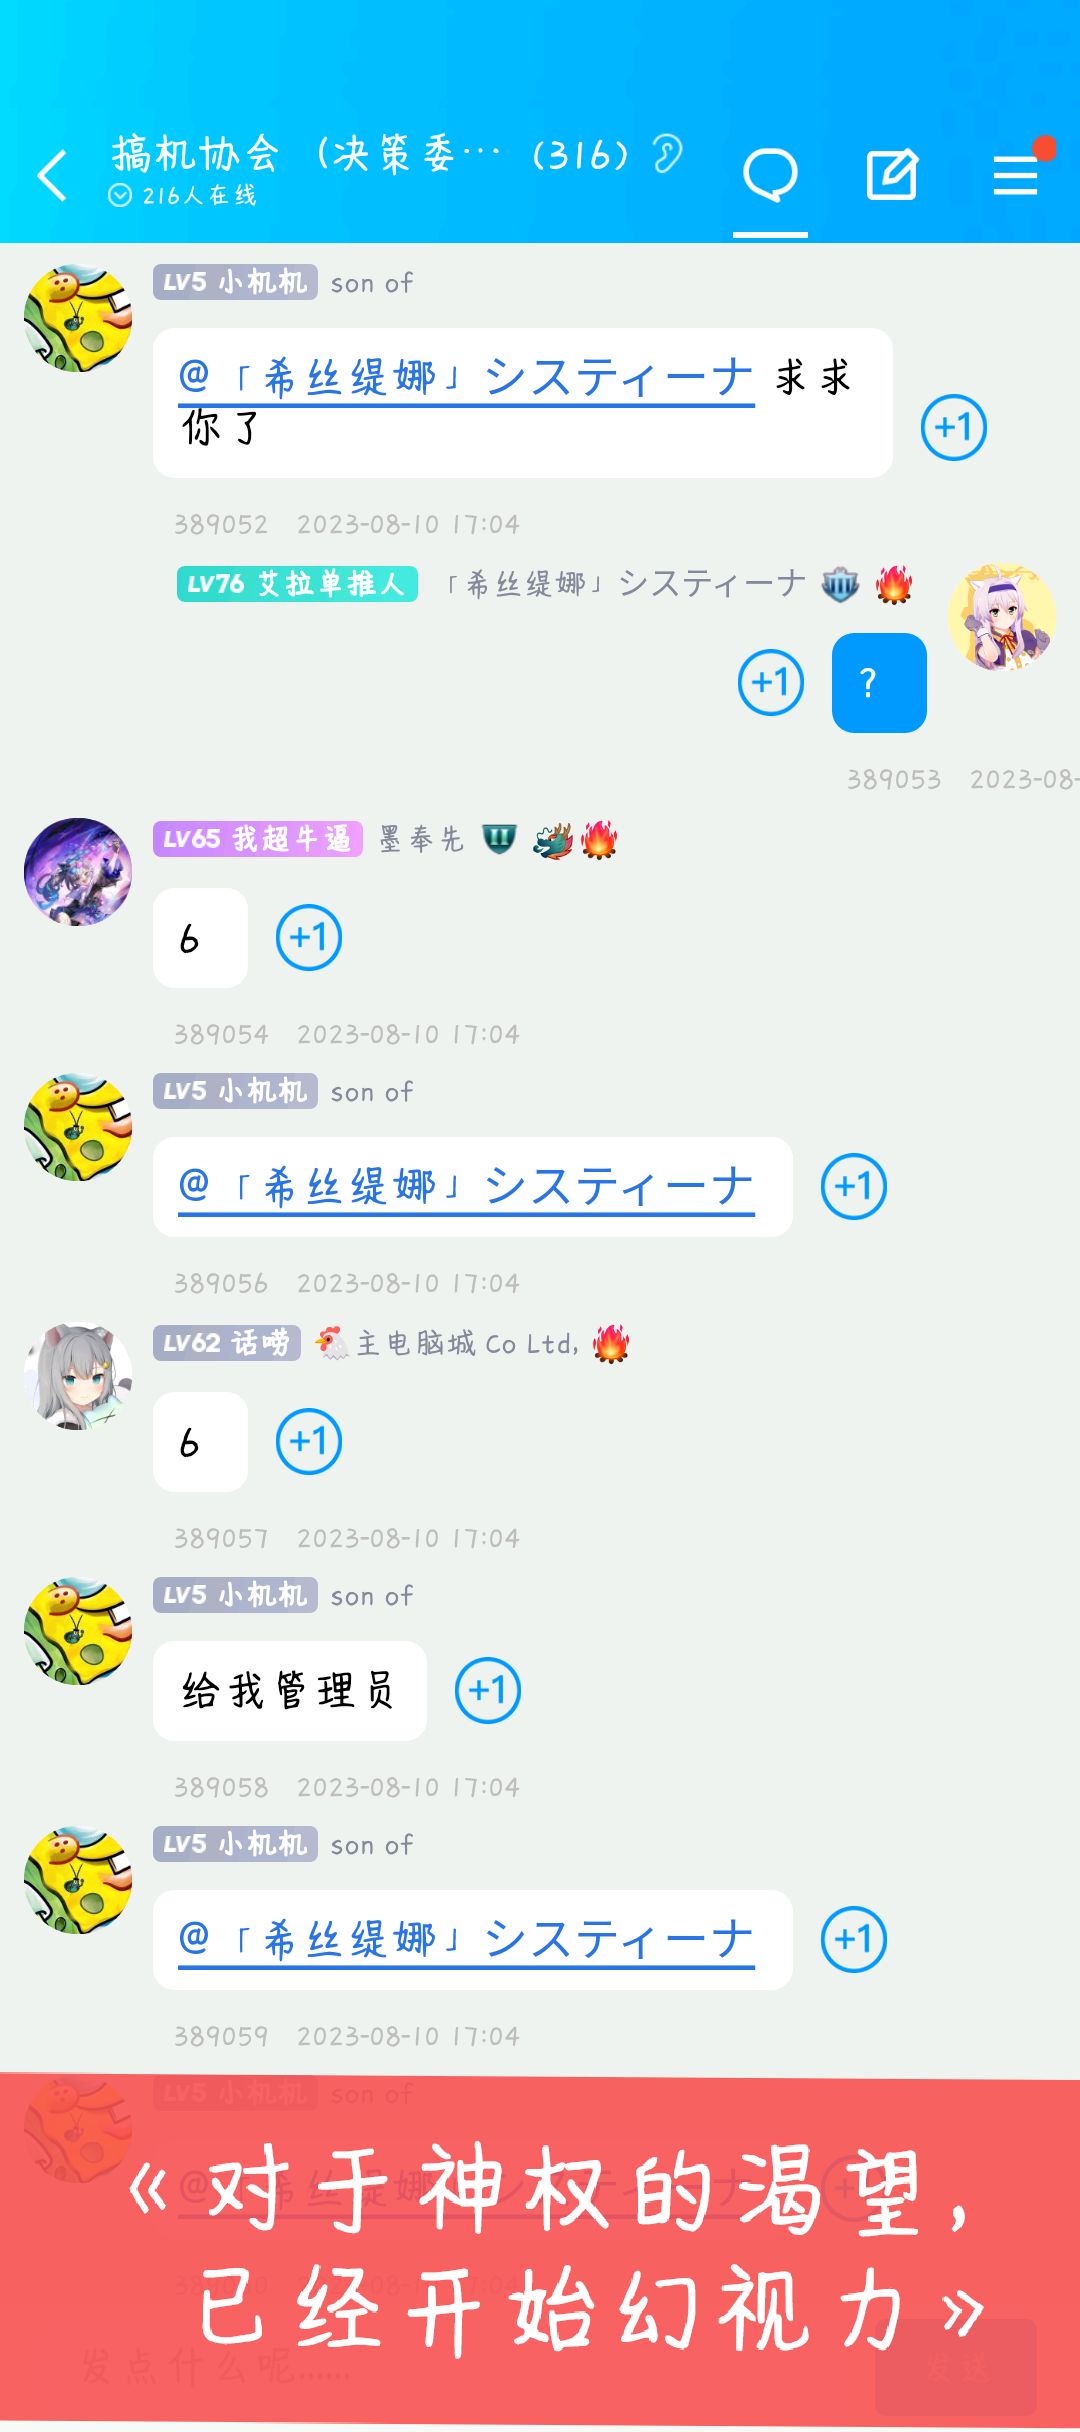 搞机协会 （决策委… (316)
216人在线
LV5 小机机 son of
@「希丝缇娜」システィーナ 求求
你了
+1
389052 2023-08-10 17:04
LV76 艾拉单推人 「希丝缇娜」システィーナ
+1
?
389053 2023-08-
LV65 我超牛逼 墨奉先
6
+1
389054 2023-08-10 17:04
LV5 小机机 son of
@「希丝缇娜」システィーナ
+1
389056 2023-08-10 17:04
LV62 话唠 主电脑城 Co Ltd,
6
+1
389057 2023-08-10 17:04
LV5 小机机 son of
给我管理员
+1
389058 2023-08-10 17:04
LV5 小机机 son of
@「希丝缇娜」システィーナ
+1
389059 2023-08-10 17:04
LV5 小机机 son of
《对于神权的渴望，
已经开始幻视力》
发点什么呢......
发送